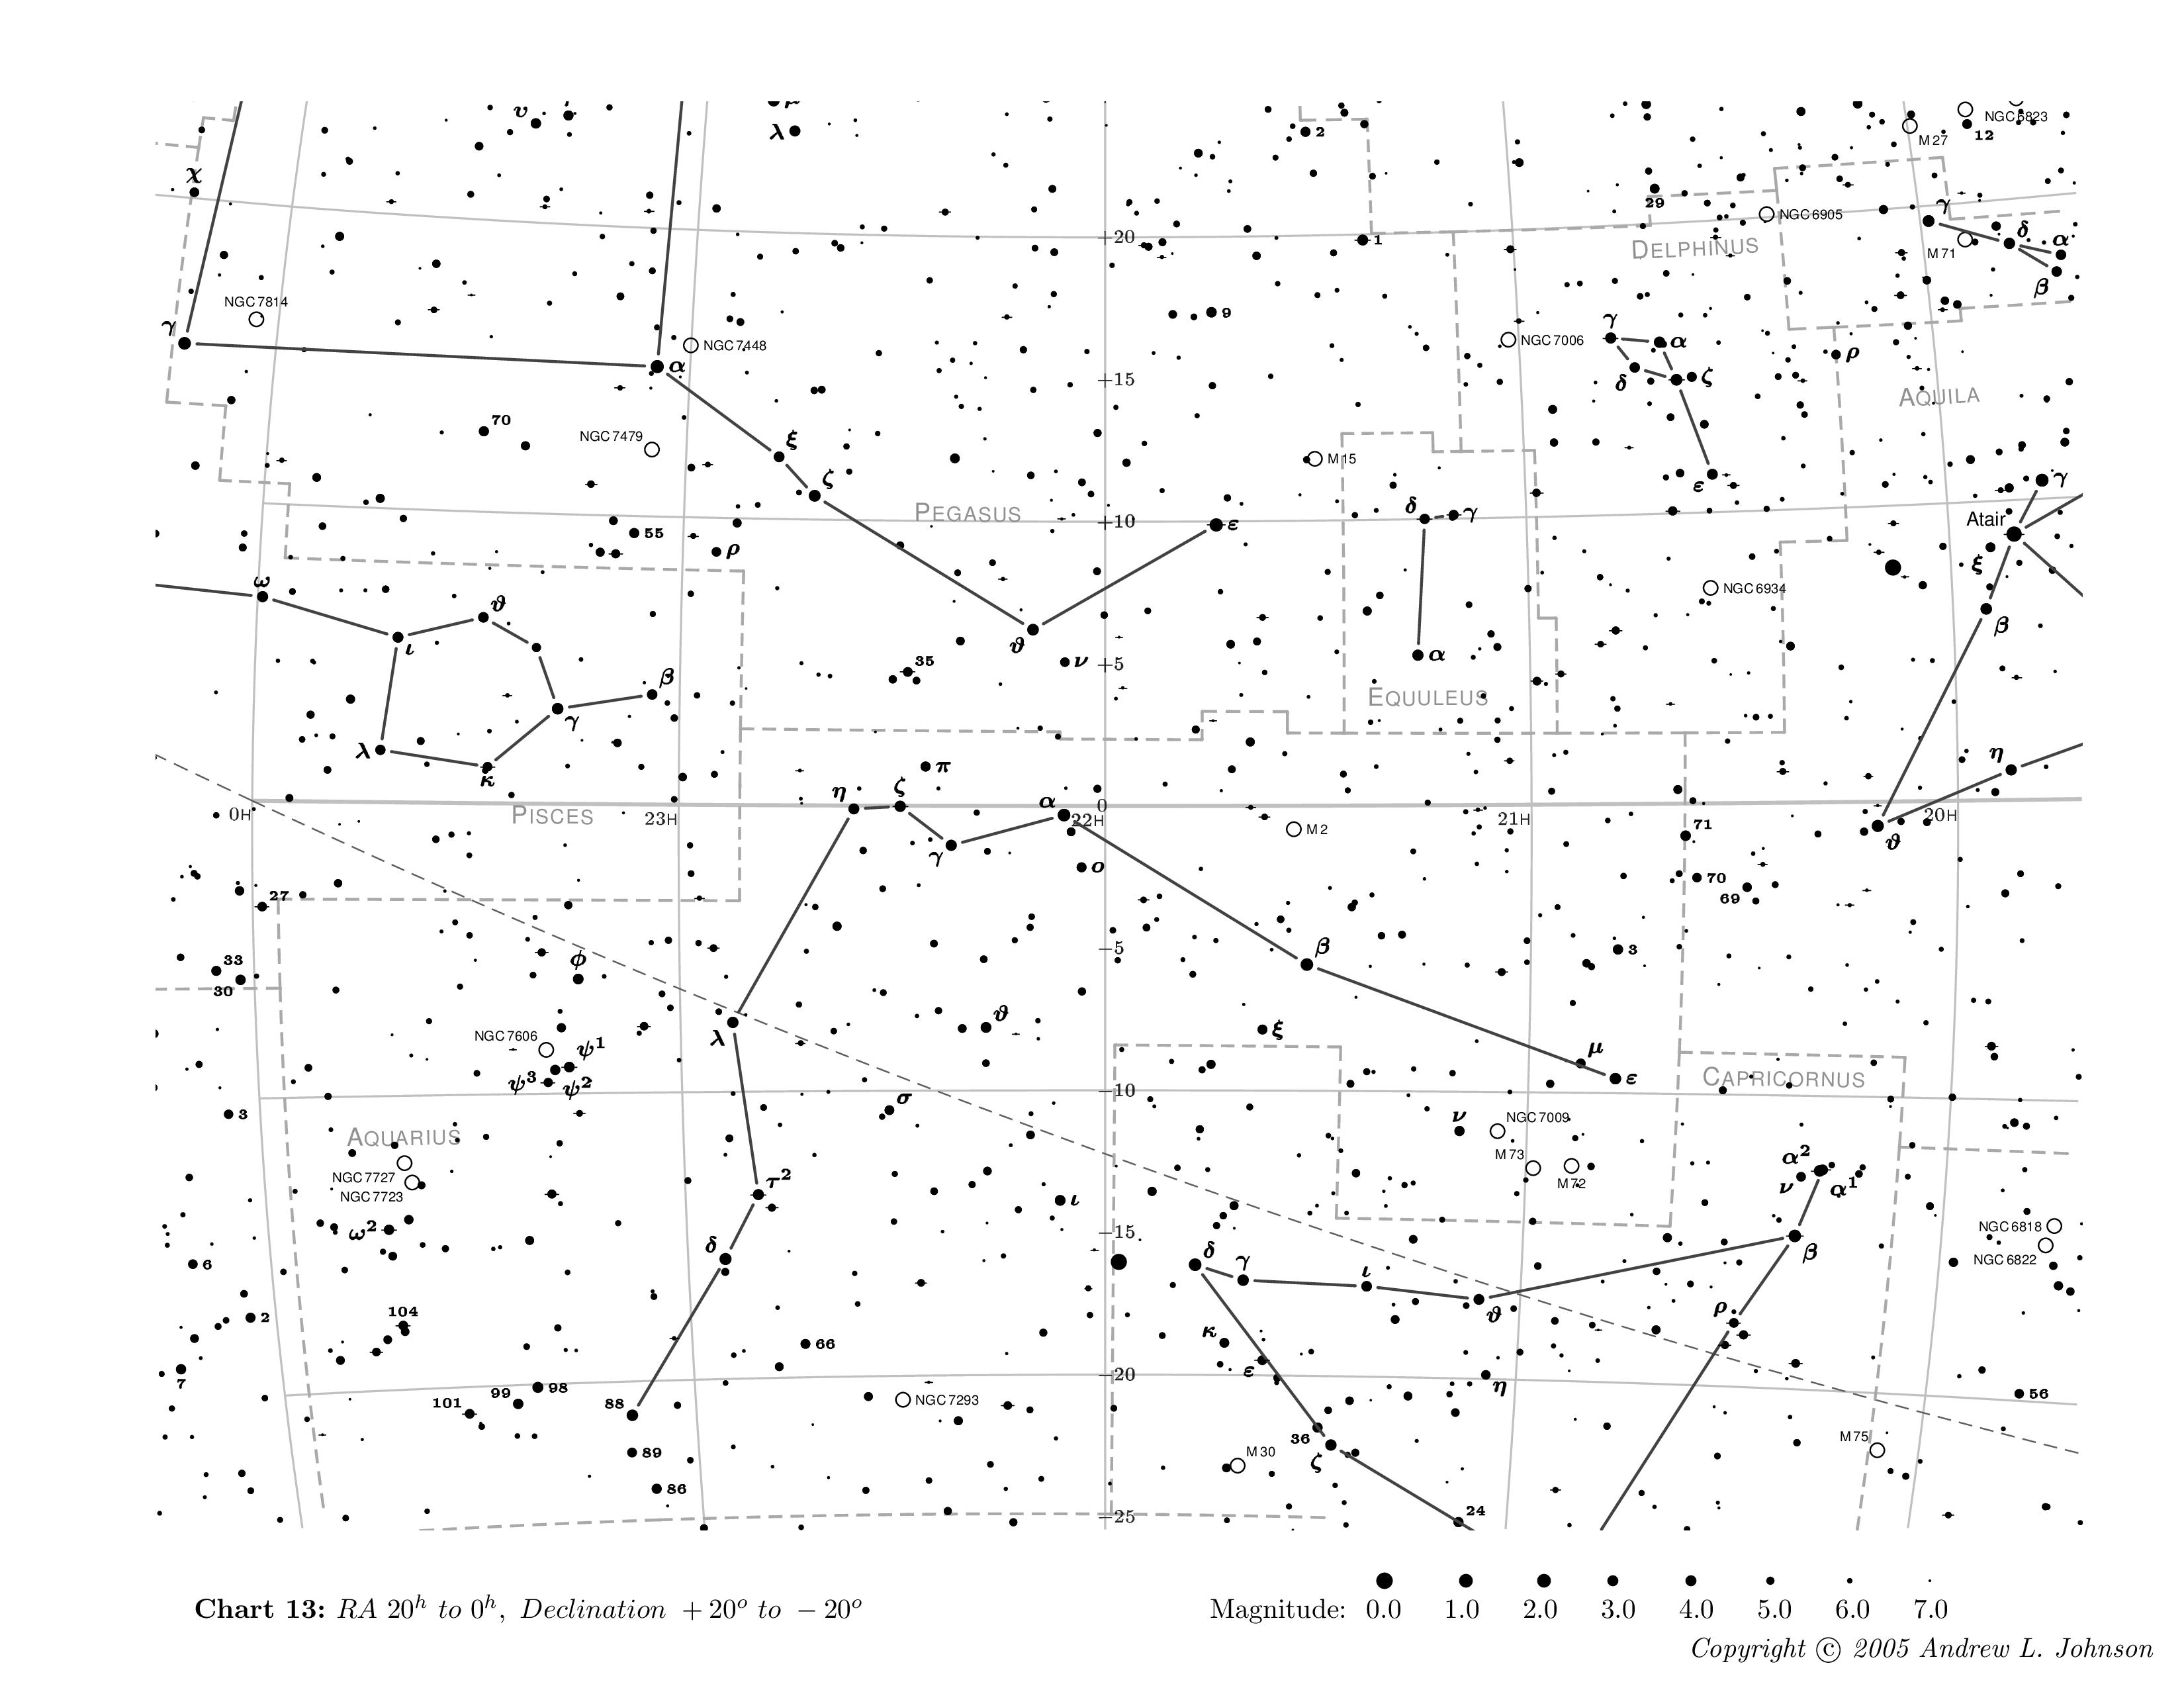 υ
λ
μ
2
NGC 6823
M 27
12
χ
29
NGC 6905
γ
+20
1
DELPHINUS
δ
α
M 71
β
NGC 7814
γ
9
γ
NGC 7448
NGC 7006
α
α
ρ
+15
δ
ζ
AQUILA
70
NGC 7479
ξ
M 15
ζ
ε
γ
PEGASUS
δ
γ
Atair
+10
ε
55
ρ
ξ
ω
NGC 6934
ϑ
β
ι
ϑ
35
ν
+5
α
β
EQUULEUS
γ
λ
η
κ
π
η
ζ
α
0
0H
PISCES
23H
22H
M 2
21H
71
20H
γ
ϑ
ο
70
27
69
β
−5
3
33
ϕ
30
ϑ
ξ
NGC 7606
λ
ψ1
μ
ψ3
ψ2
ε
CAPRICORNUS
−10
3
σ
ν
NGC 7009
AQUARIUS
M 73
α2
NGC 7727
M 72
ν
α1
NGC 7723
τ2
ι
ω2
−15
NGC 6818
δ
δ
γ
β
6
ι
NGC 6822
2
104
ϑ
ρ
κ
66
7
ε
−20
99
98
η
56
101
88
NGC 7293
36
M 75
89
M 30
ζ
86
24
−25
Chart 13: RA 20h to 0h, Declination +20o to −20o
Magnitude: 0.0 1.0 2.0 3.0 4.0 5.0 6.0 7.0
Copyright © 2005 Andrew L. Johnson